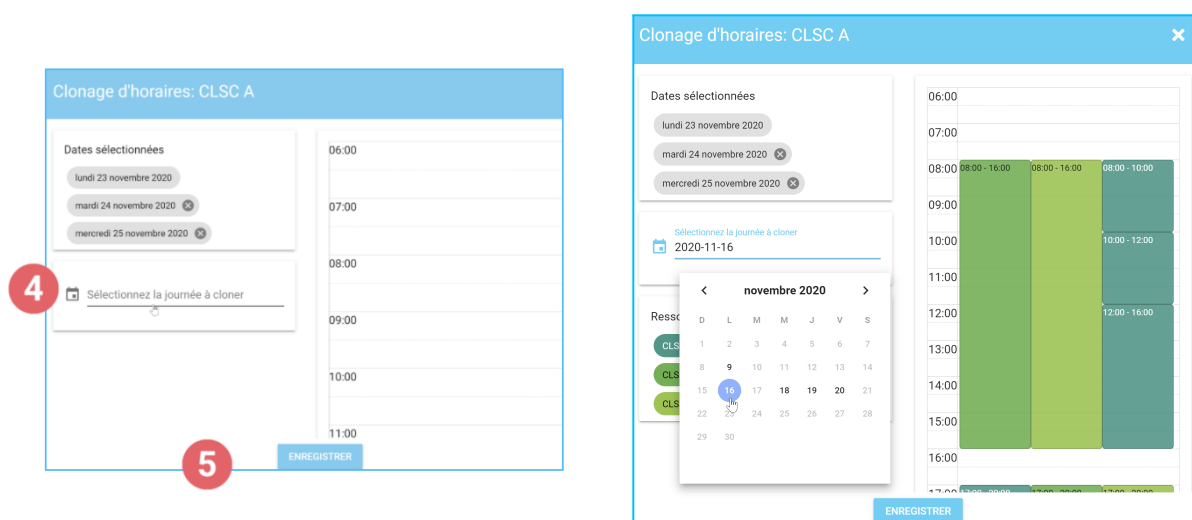 Clonage d'horaires: CLSC A
Dates sélectionnées
lundi 23 novembre 2020
mardi 24 novembre 2020
mercredi 25 novembre 2020
4
Sélectionnez la journée à cloner
06:00
07:00
08:00
09:00
10:00
11:00
5
ENREGISTRER
Clonage d'horaires: CLSC A
Dates sélectionnées
lundi 23 novembre 2020
mardi 24 novembre 2020
mercredi 25 novembre 2020
Sélectionnez la journée à cloner
2020-11-16
novembre 2020
D L M M J V S
1 2 3 4 5 6 7
8 9 10 11 12 13 14
15 16 17 18 19 20 21
22 23 24 25 26 27 28
29 30
06:00
07:00
08:00 08:00 - 16:00 08:00 - 16:00 08:00 - 10:00
09:00
10:00 10:00 - 12:00
11:00
12:00 12:00 - 16:00
13:00
14:00
15:00
16:00
ENREGISTRER